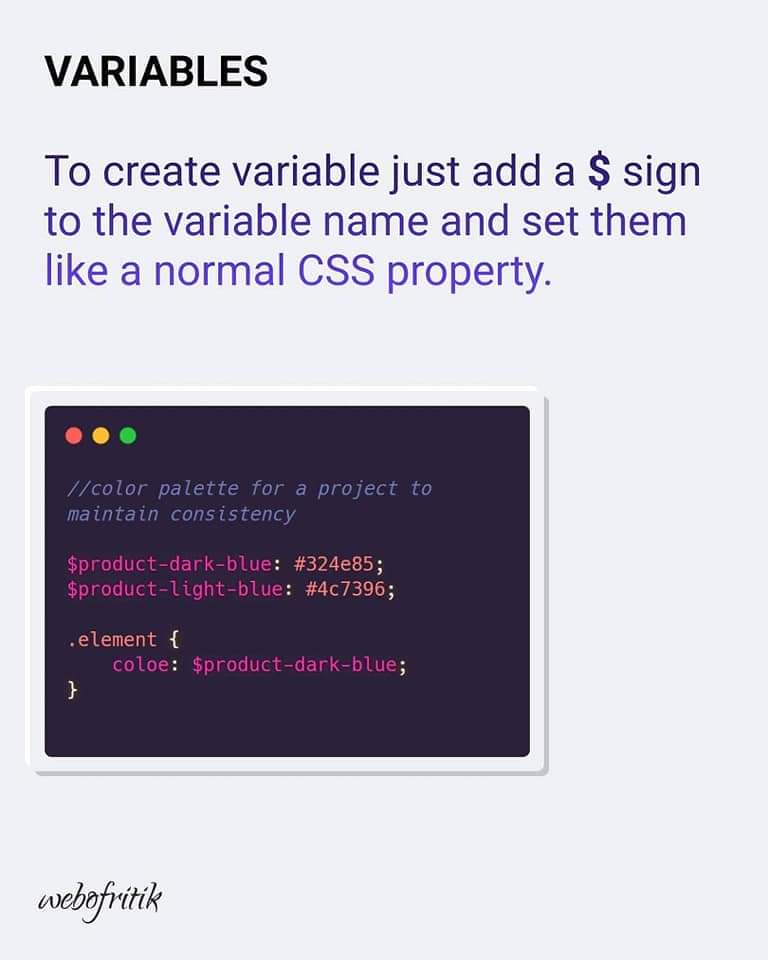 VARIABLES
To create variable just add a $ sign
to the variable name and set them
like a normal CSS property.
//color palette for a project to
maintain consistency
$product-dark-blue: #324e85;
$product-light-blue: #4c7396;
.element {
    coloe: $product-dark-blue;
}
webofritik